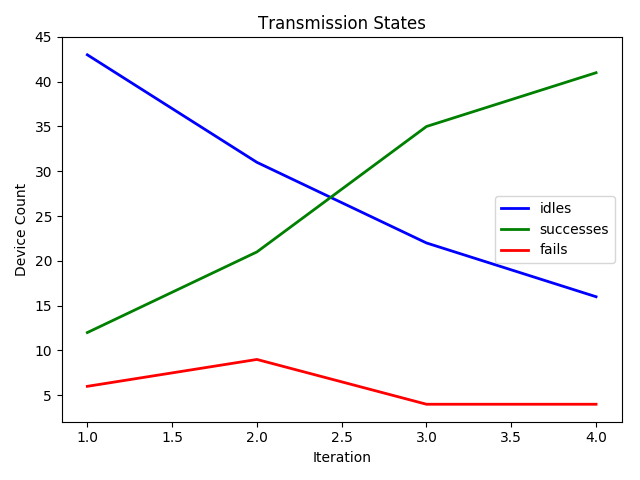 Transmission States
45
40
35
30
25
20
15
10
5
Device Count
idles
successes
fails
1.0 1.5 2.0 2.5 3.0 3.5 4.0
Iteration